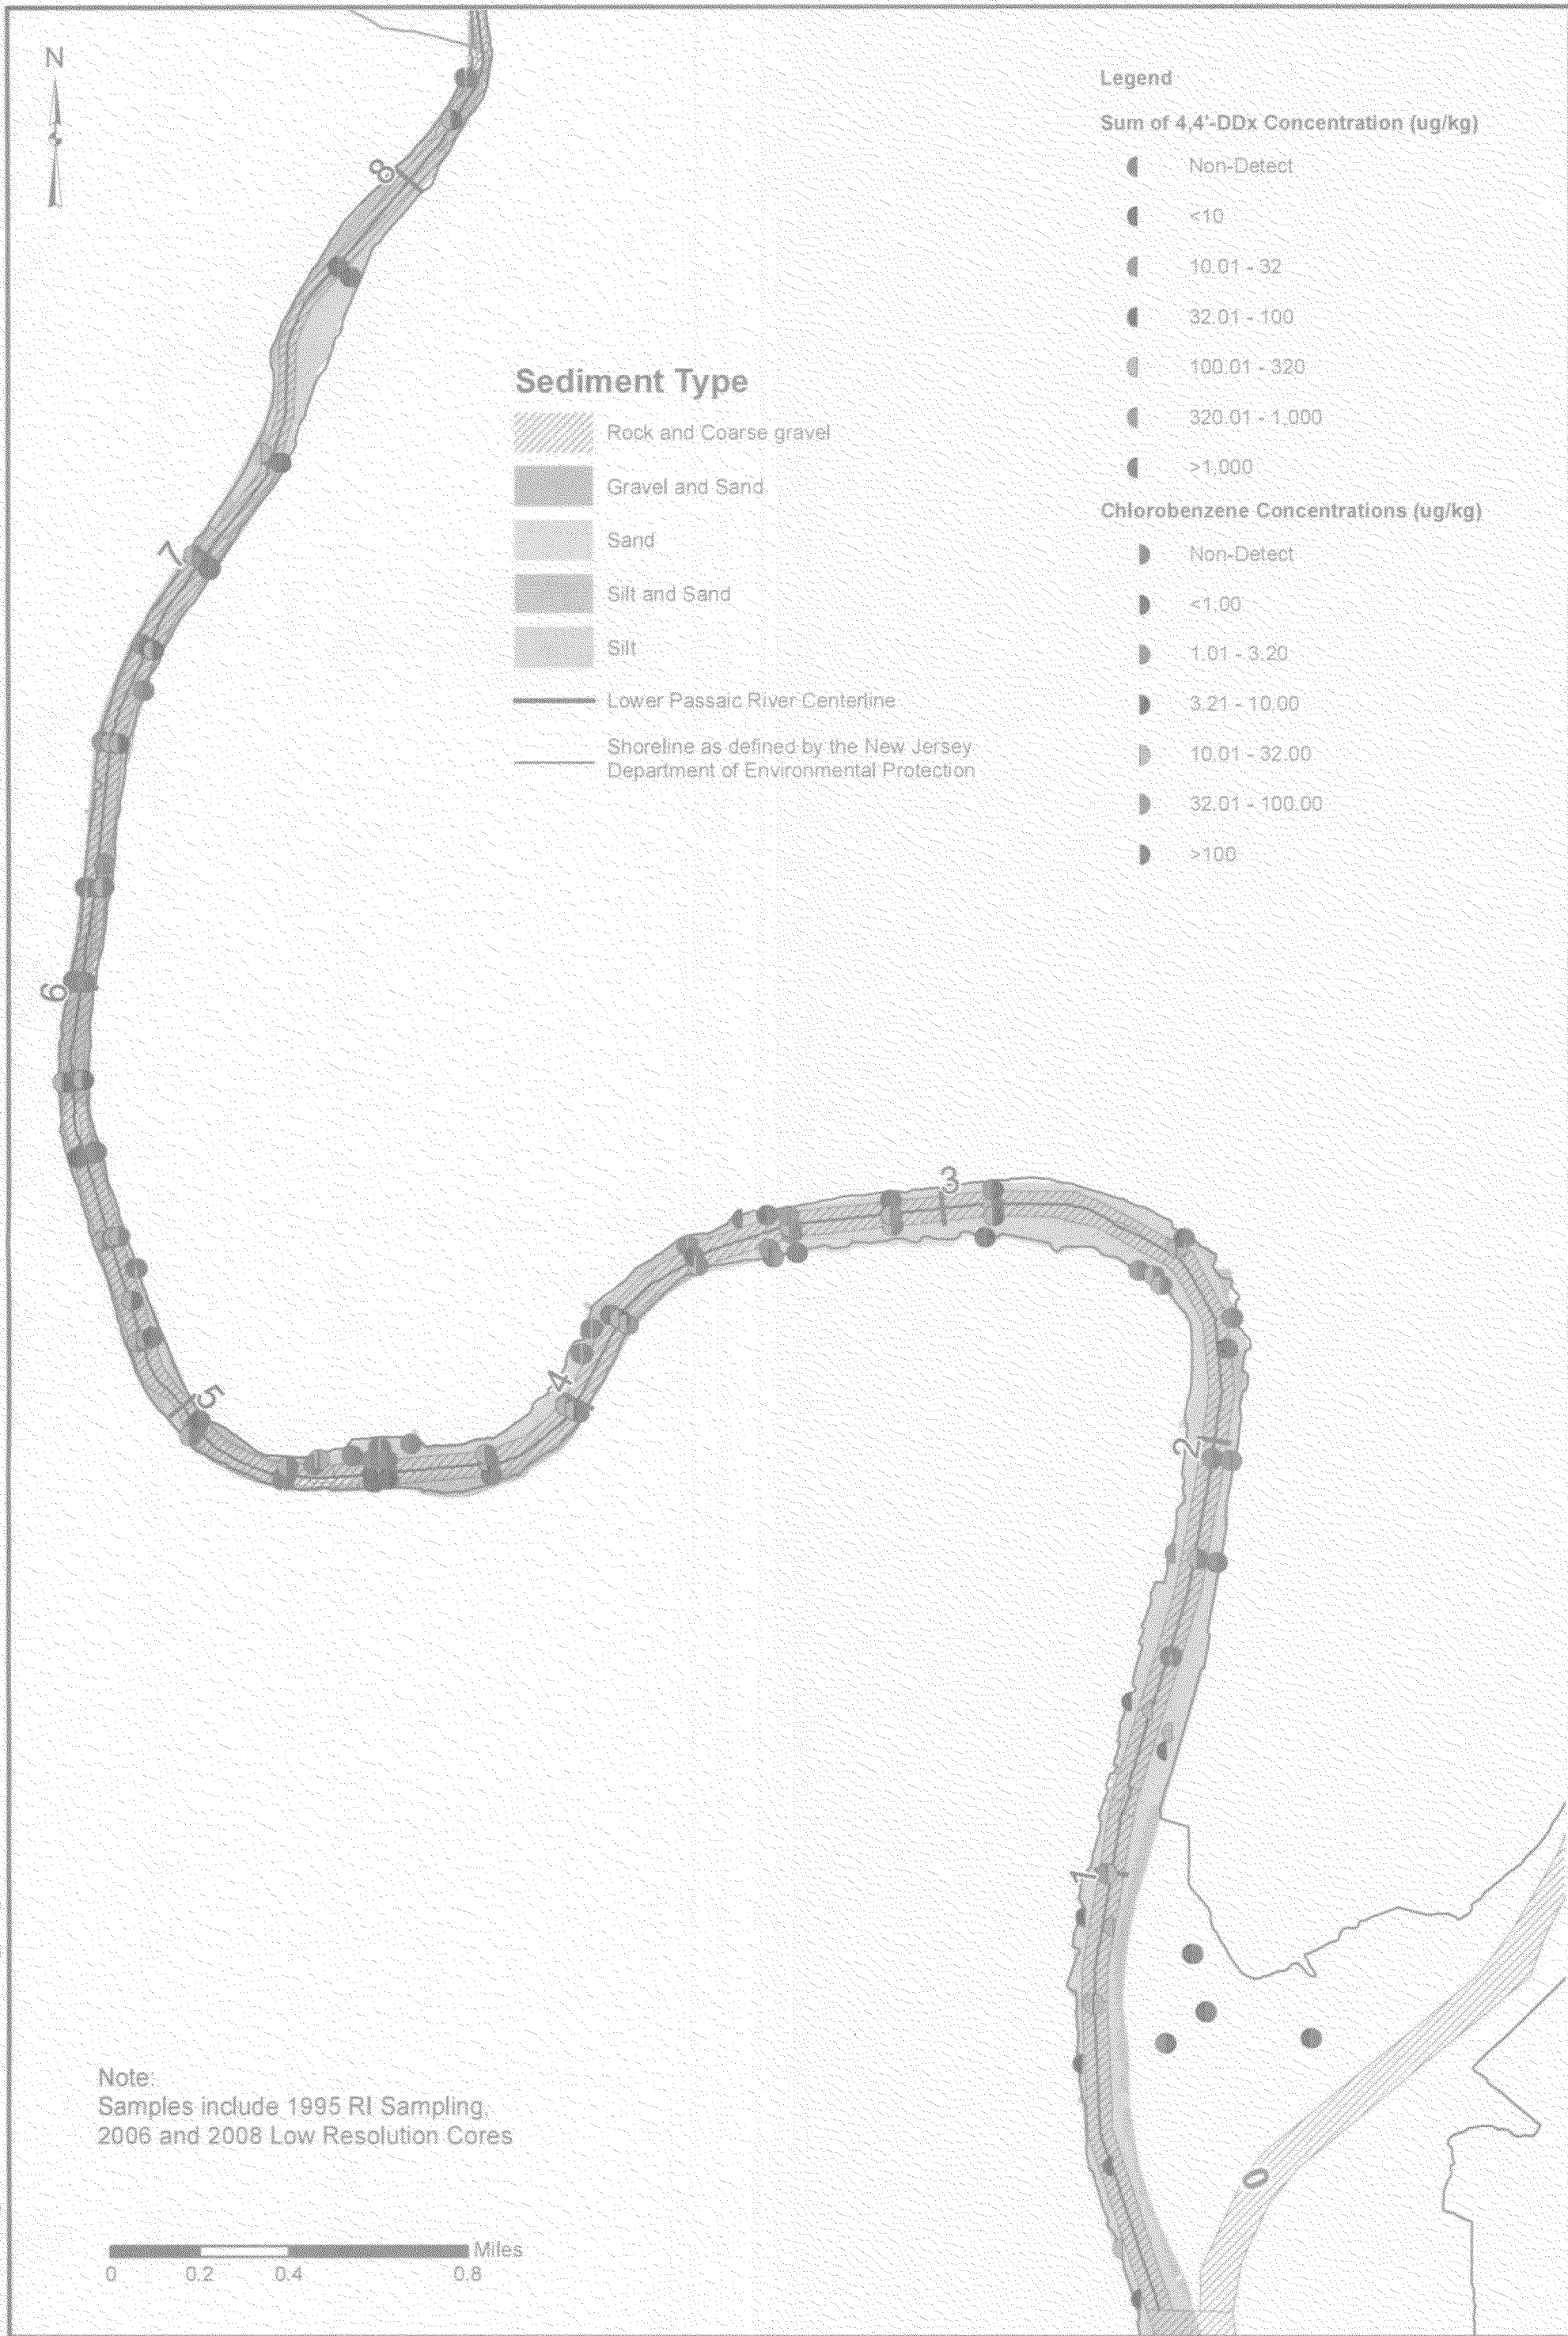 N
Legend
Sum of 4,4'-DDx Concentration (ug/kg)
Non-Detect
<10
10.01 - 32
32.01 - 100
100.01 - 320
320.01 - 1,000
>1,000
Chlorobenzene Concentrations (ug/kg)
Non-Detect
<1.00
1.01 - 3.20
3.21 - 10.00
10.01 - 32.00
32.01 - 100.00
>100
Sediment Type
Rock and Coarse gravel
Gravel and Sand
Sand
Silt and Sand
Silt
Lower Passaic River Centerline
Shoreline as defined by the New Jersey
Department of Environmental Protection
8
7
6
5
4
3
2
1
0
Note:
Samples include 1995 RI Sampling,
2006 and 2008 Low Resolution Cores
Miles
0 0.2 0.4 0.8